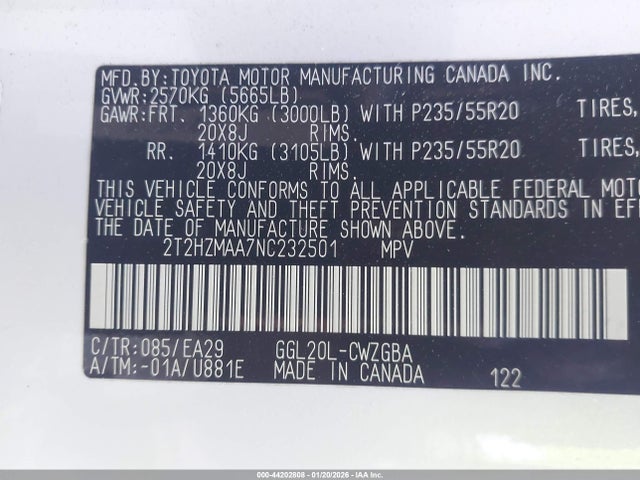 MFD.BY:TOYOTA MOTOR MANUFACTURING CANADA INC.
GVWR:2570KG (5665LB)
GAWR:FRT. 1360KG (3000LB) WITH P235/55R20 TIRES,
20X8J RIMS.
RR. 1410KG (3105LB) WITH P235/55R20 TIRES,
20X8J RIMS.
THIS VEHICLE CONFORMS TO ALL APPLICABLE FEDERAL MOT
VEHICLE SAFETY AND THEFT PREVENTION STANDARDS IN EFF
THE DATE OF MANUFACTURE SHOWN ABOVE.
2T2HZMAA7NC232501 MPV
C/TR:085/EA29 GGL20L-CWZGBA
A/TM:-01A/U881E MADE IN CANADA 122
000-44202608 - 01/20/2026 - IAA Inc.